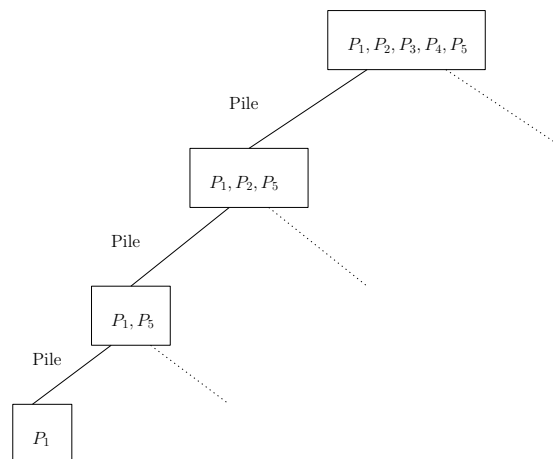 P₁, P₂, P₃, P₄, P₅
Pile
P₁, P₂, P₅
Pile
P₁, P₅
Pile
P₁